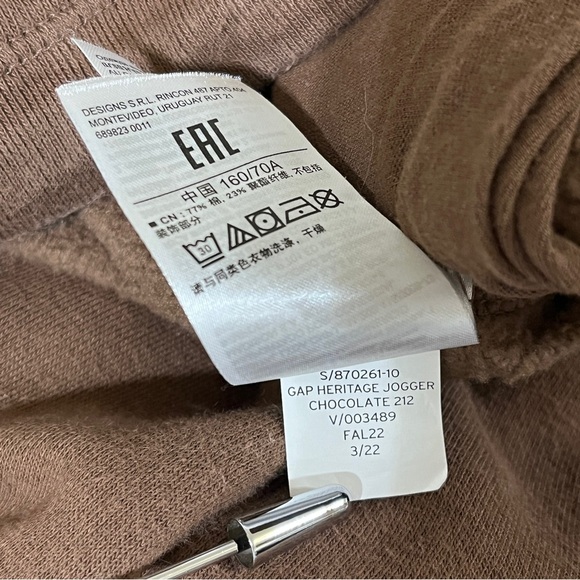 DESIGNS S.R.L, RINCON 487 APTO 404
MONTEVIDEO, URUGUAY RUT 21
689823 0011
EAC
中国 160/70A
■ CN : 77% 棉, 23% 聚酯纤维, 不包括
装饰部分
30
请与同类色衣物洗涤, 干燥
S/870261-10
GAP HERITAGE JOGGER
CHOCOLATE 212
V/003489
FAL22
3/22